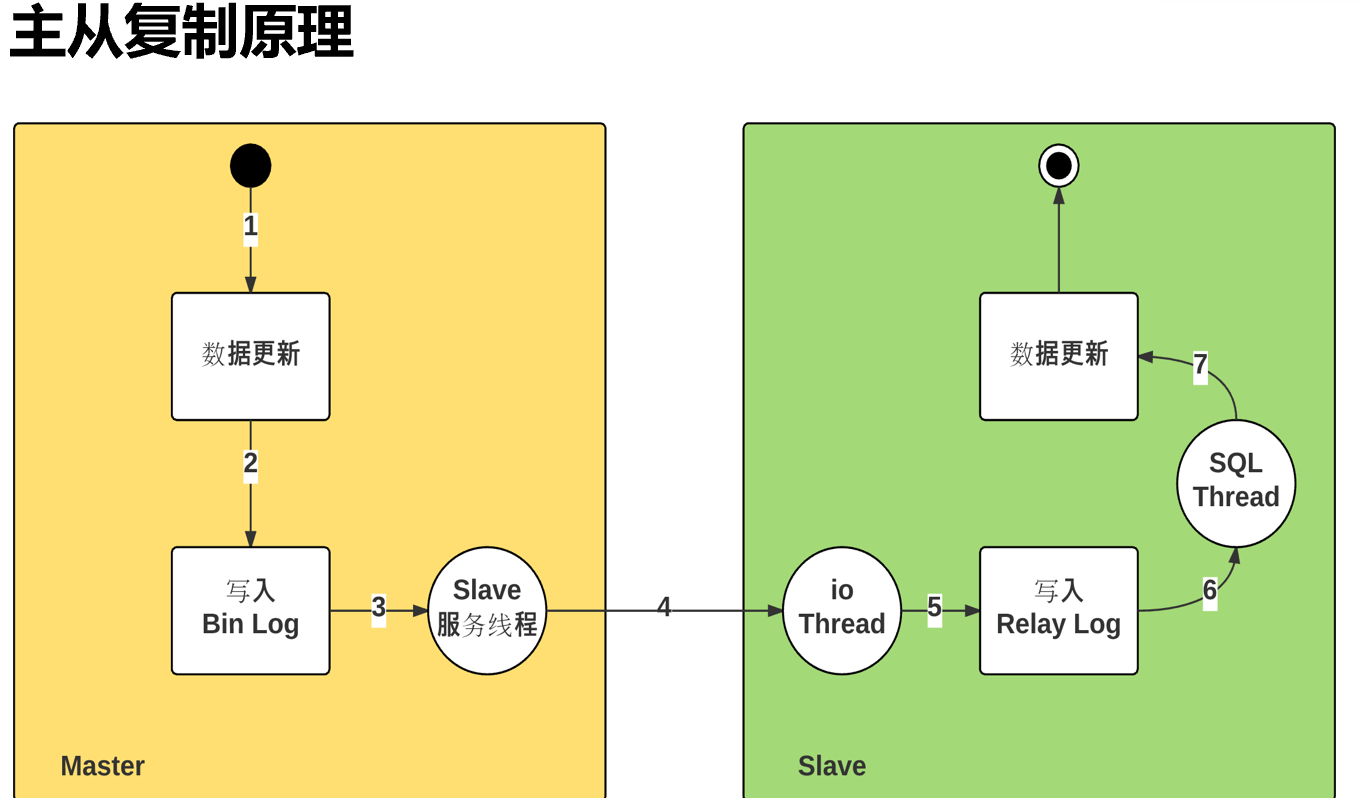 主从复制原理
1
数据更新
2
写入
Bin Log
3
Slave
服务线程
4
io
Thread
5
写入
Relay Log
6
SQL
Thread
7
数据更新
Master
Slave